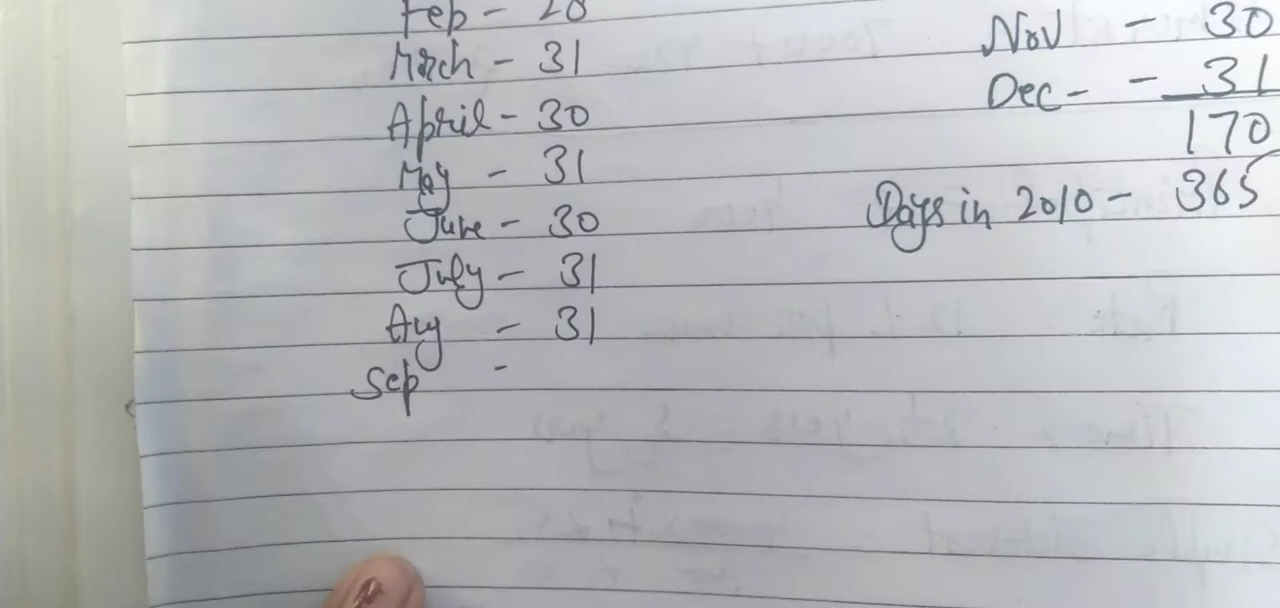 Feb - 28
March - 31
April - 30
May - 31
June - 30
July - 31
Aug - 31
Sep -
Nov - 30
Dec - - 31
170
Days in 2010 - 365